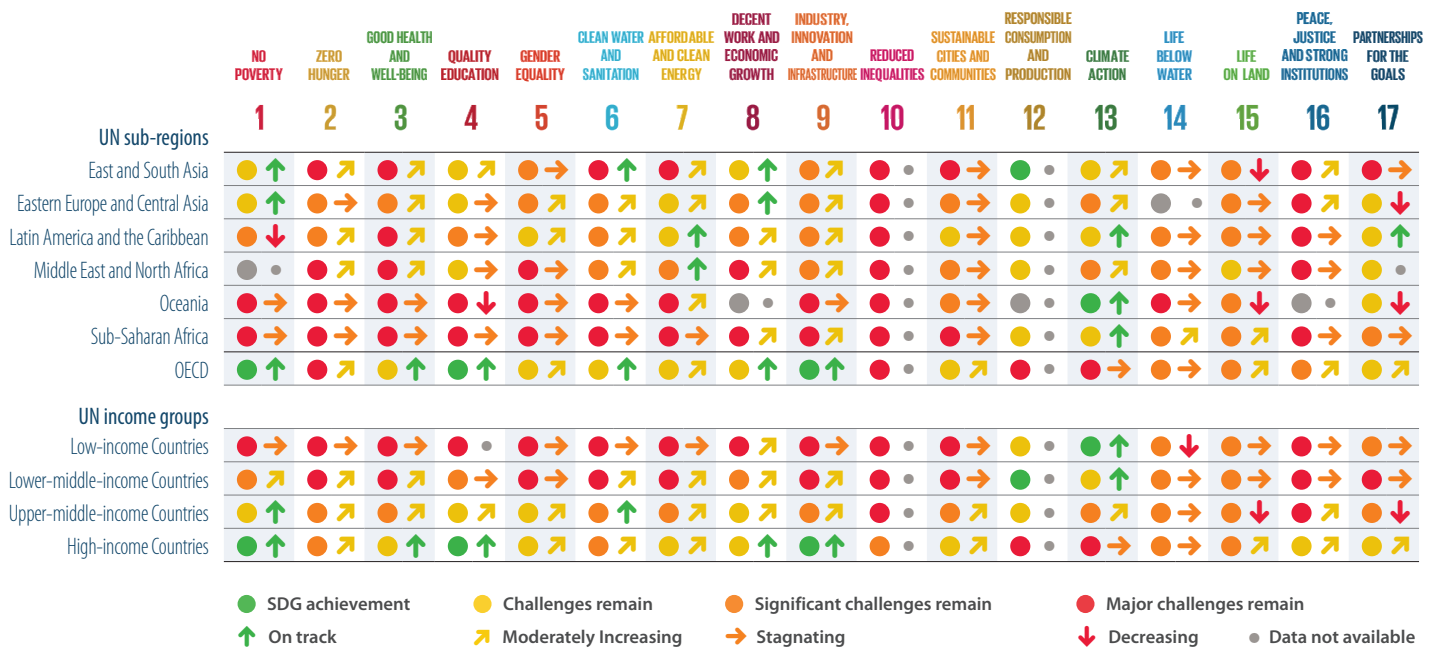 NO POVERTY
ZERO HUNGER
GOOD HEALTH AND WELL-BEING
QUALITY EDUCATION
GENDER EQUALITY
CLEAN WATER AND SANITATION
AFFORDABLE AND CLEAN ENERGY
DECENT WORK AND ECONOMIC GROWTH
INDUSTRY, INNOVATION AND INFRASTRUCTURE
REDUCED INEQUALITIES
SUSTAINABLE CITIES AND COMMUNITIES
RESPONSIBLE CONSUMPTION AND PRODUCTION
CLIMATE ACTION
LIFE BELOW WATER
LIFE ON LAND
PEACE, JUSTICE AND STRONG INSTITUTIONS
PARTNERSHIPS FOR THE GOALS
1 2 3 4 5 6 7 8 9 10 11 12 13 14 15 16 17
UN sub-regions
East and South Asia
Eastern Europe and Central Asia
Latin America and the Caribbean
Middle East and North Africa
Oceania
Sub-Saharan Africa
OECD
UN income groups
Low-income Countries
Lower-middle-income Countries
Upper-middle-income Countries
High-income Countries
SDG achievement Challenges remain Significant challenges remain Major challenges remain
On track Moderately Increasing Stagnating Decreasing Data not available